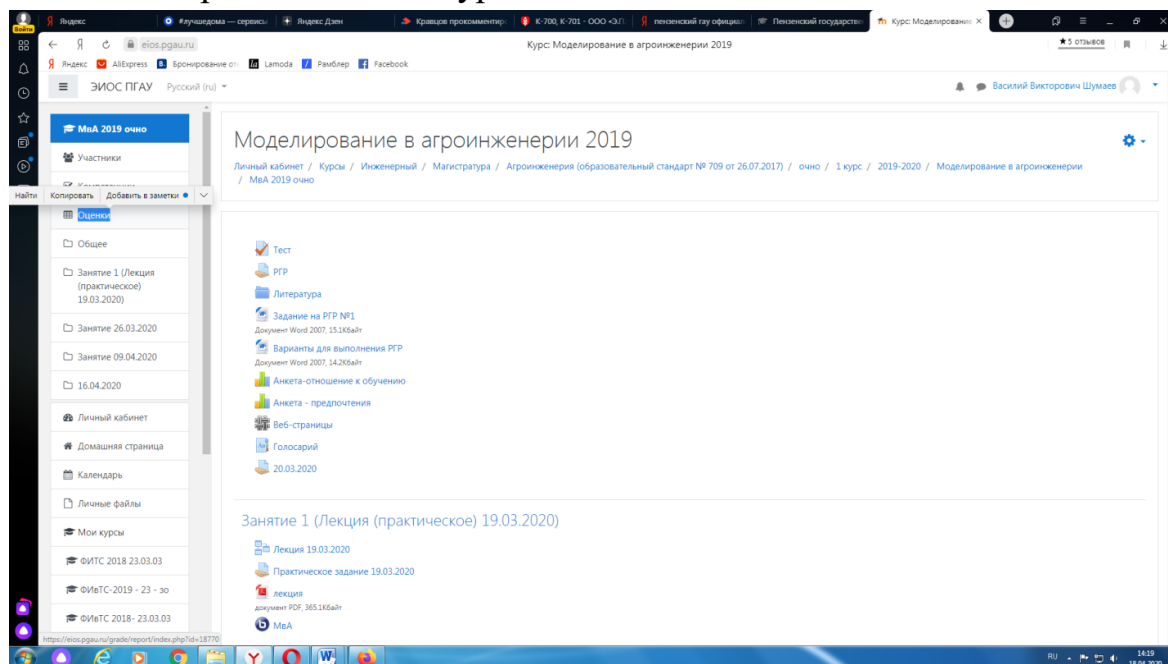 Яндекс
#лучшедома — сервисы
Яндекс Дзен
Кравцов прокомментиро
К-700, К-701 - ООО «Э.П.
пензенский гау официал
Пензенский государстве
Курс: Моделирование
Войти
eios.pgau.ru
Курс: Моделирование в агроинженерии 2019
★ 5 отзывов
Яндекс
AliExpress
Бронирование от
Lamoda
Рамблер
Facebook
ЭИОС ПГАУ
Русский (ru)
Василий Викторович Шумаев
МвА 2019 очно
Участники
Найти
Копировать
Добавить в заметки
Оценки
Общее
Занятие 1 (Лекция
(практическое)
19.03.2020)
Занятие 26.03.2020
Занятие 09.04.2020
16.04.2020
Личный кабинет
Домашняя страница
Календарь
Личные файлы
Мои курсы
ФИТС 2018 23.03.03
ФИвТС-2019 - 23 - зо
ФИвТС 2018- 23.03.03
https://eios.pgau.ru/grade/report/index.php?id=18770
Моделирование в агроинженерии 2019
Личный кабинет / Курсы / Инженерный / Магистратура / Агроинженерия (образовательный стандарт № 709 от 26.07.2017) / очно / 1 курс / 2019-2020 / Моделирование в агроинженерии
/ МвА 2019 очно
Тест
РГР
Литература
Задание на РГР №1
Документ Word 2007, 15.1Кбайт
Варианты для выполнения РГР
Документ Word 2007, 14.2Кбайт
Анкета-отношение к обучению
Анкета - предпочтения
Веб-страницы
Голосарий
20.03.2020
Занятие 1 (Лекция (практическое) 19.03.2020)
Лекция 19.03.2020
Практическое задание 19.03.2020
лекция
документ PDF, 365.1Кбайт
МвА
RU
14:19
18.04.2020